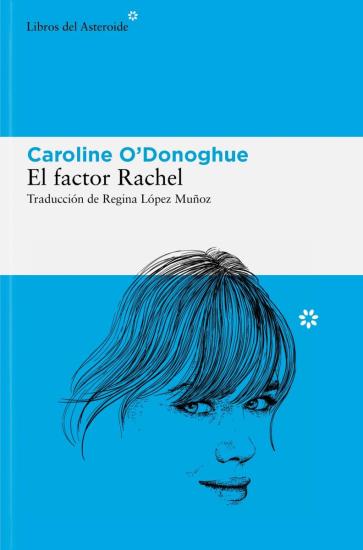 Libros del Asteroide
Caroline O’Donoghue
El factor Rachel
Traducción de Regina López Muñoz